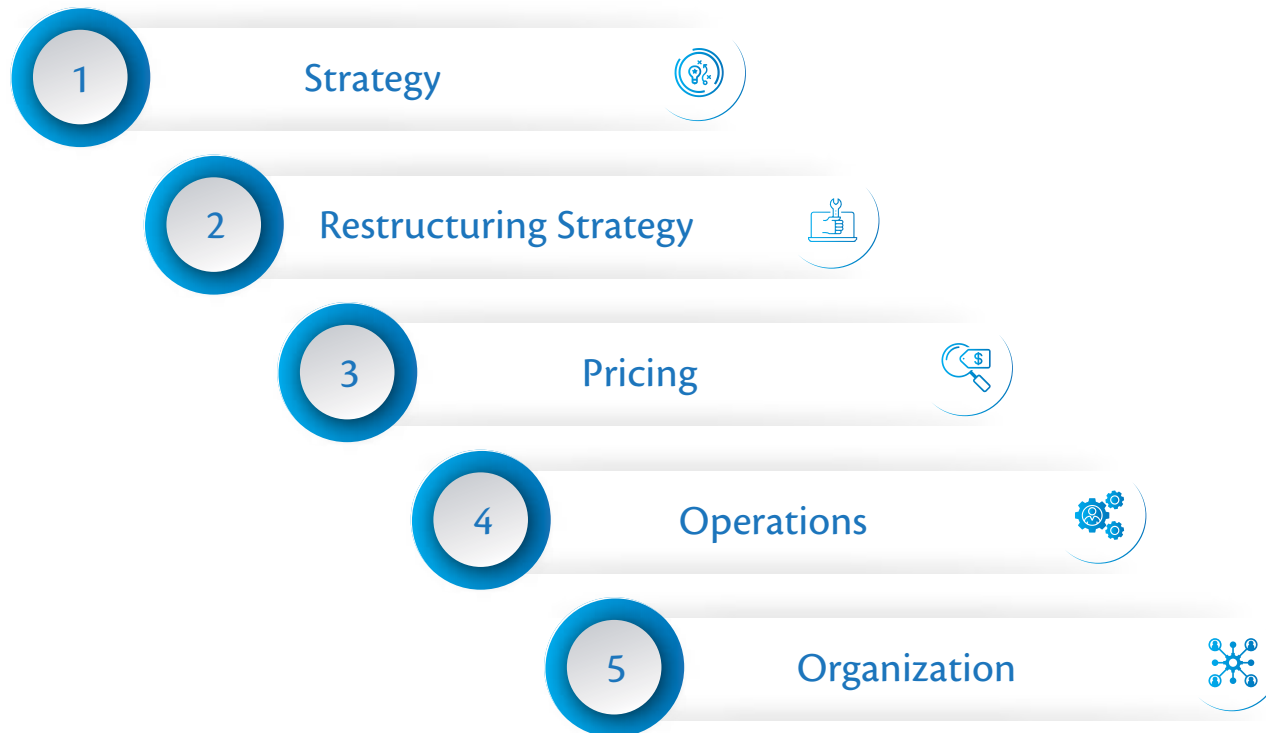 1
Strategy
2
Restructuring Strategy
3
Pricing
$
4
Operations
5
Organization